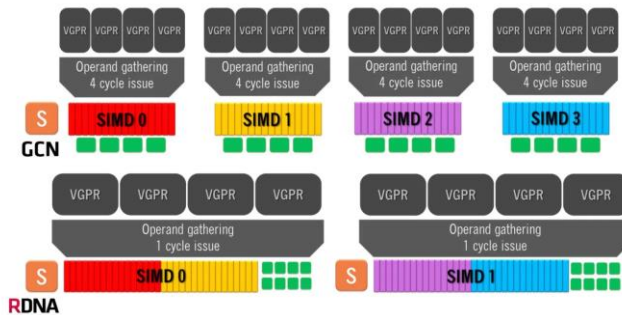 VGPR VGPR VGPR VGPR VGPR VGPR VGPR VGPR VGPR VGPR VGPR VGPR VGPR VGPR VGPR VGPR
Operand gathering Operand gathering Operand gathering Operand gathering
4 cycle issue 4 cycle issue 4 cycle issue 4 cycle issue
S SIMD 0 SIMD 1 SIMD 2 SIMD 3
GCN
VGPR VGPR VGPR VGPR VGPR VGPR VGPR VGPR
Operand gathering Operand gathering
1 cycle issue 1 cycle issue
S SIMD 0 S SIMD 1
RDNA